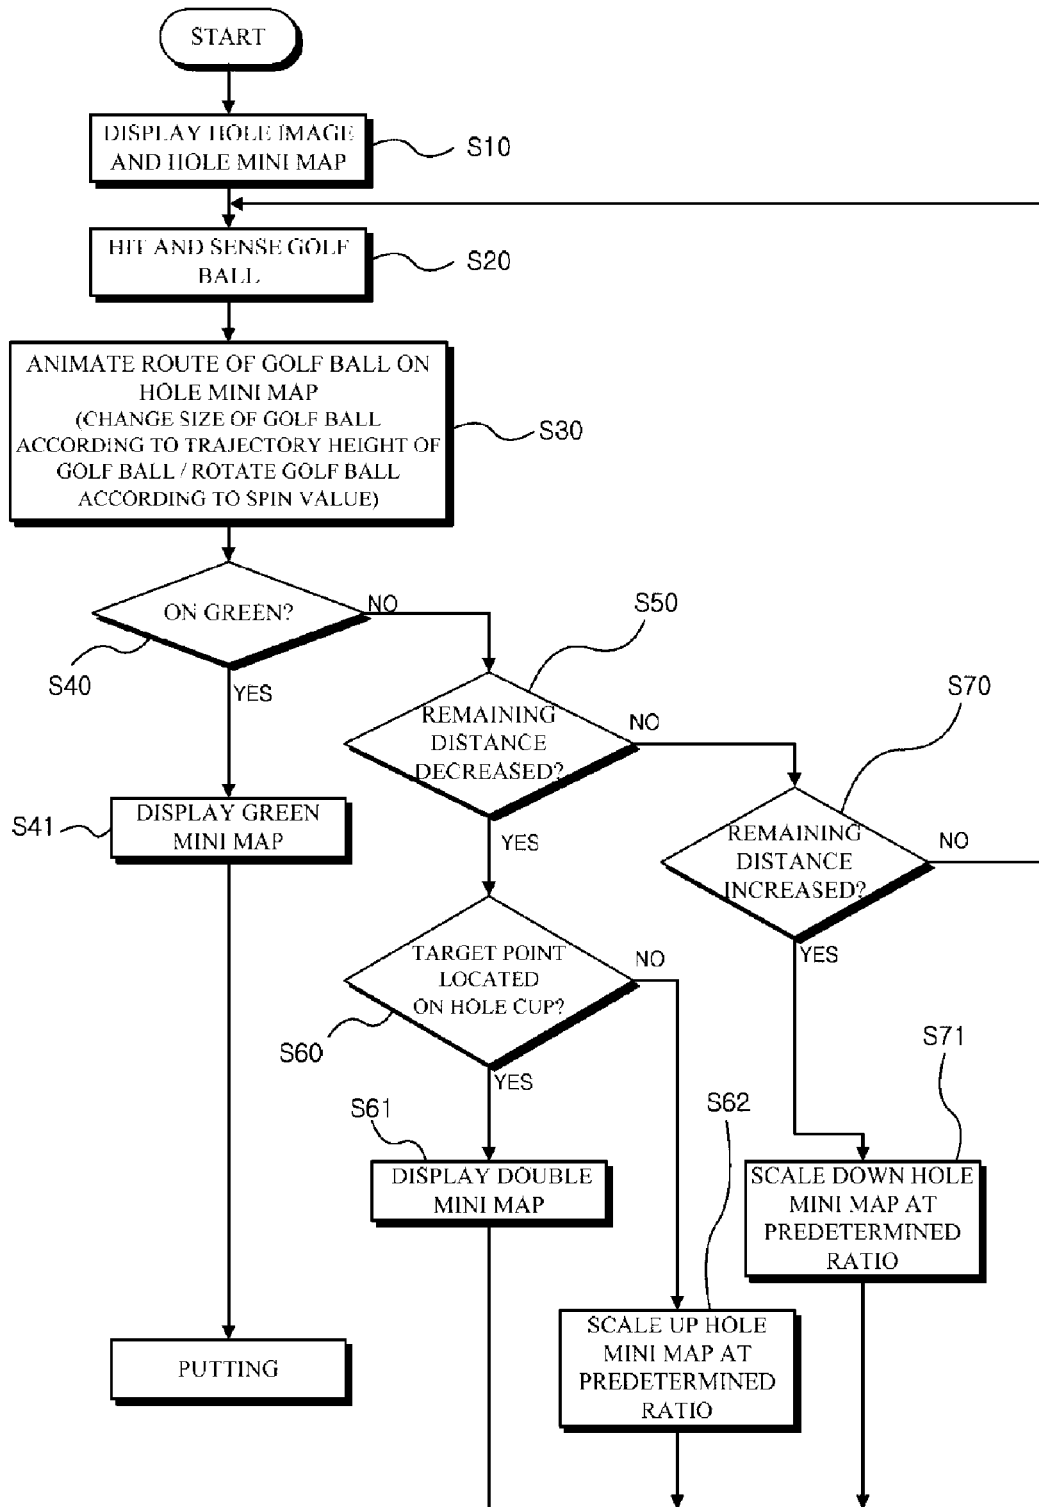 START
DISPLAY HOLE IMAGE
AND HOLE MINI MAP
S10
HIT AND SENSE GOLF
BALL
S20
ANIMATE ROUTE OF GOLF BALL ON
HOLE MINI MAP
(CHANGE SIZE OF GOLF BALL
ACCORDING TO TRAJECTORY HEIGHT OF
GOLF BALL / ROTATE GOLF BALL
ACCORDING TO SPIN VALUE)
S30
ON GREEN?
NO
S40
YES
S50
REMAINING
DISTANCE
DECREASED?
NO
YES
S70
REMAINING
DISTANCE
INCREASED?
NO
YES
S41
DISPLAY GREEN
MINI MAP
TARGET POINT
LOCATED
ON HOLE CUP?
NO
S60
YES
S61
DISPLAY DOUBLE
MINI MAP
S62
SCALE UP HOLE
MINI MAP AT
PREDETERMINED
RATIO
S71
SCALE DOWN HOLE
MINI MAP AT
PREDETERMINED
RATIO
PUTTING